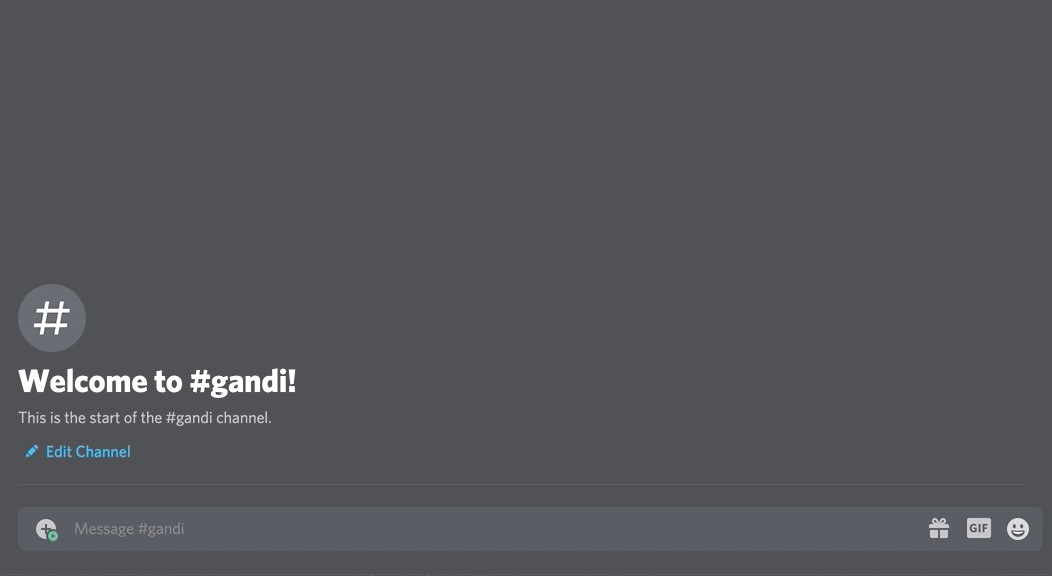 #
Welcome to #gandi!
This is the start of the #gandi channel.
Edit Channel
Message #gandi
GIF